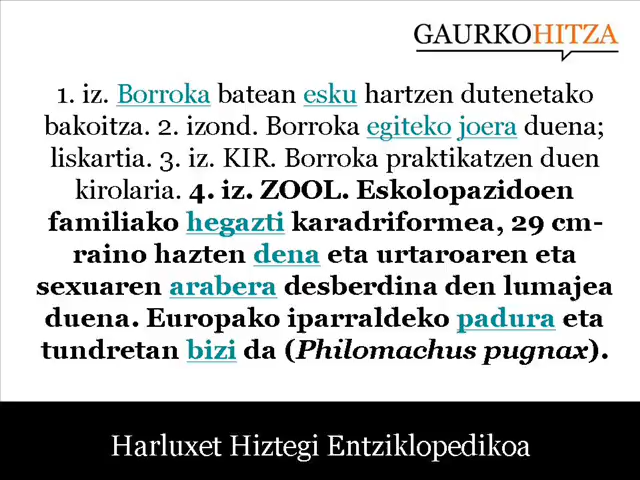 GAURKOHITZA
1. iz. Borroka batean esku hartzen dutenetako
bakoitza. 2. izond. Borroka egiteko joera duena;
liskartia. 3. iz. KIR. Borroka praktikatzen duen
kirolaria. 4. iz. ZOOL. Eskolopazidoen
familiako hegazti karadriformea, 29 cm-
raino hazten dena eta urtaroaren eta
sexuaren arabera desberdina den lumajea
duena. Europako iparraldeko padura eta
tundretan bizi da (Philomachus pugnax).
Harluxet Hiztegi Entziklopedikoa